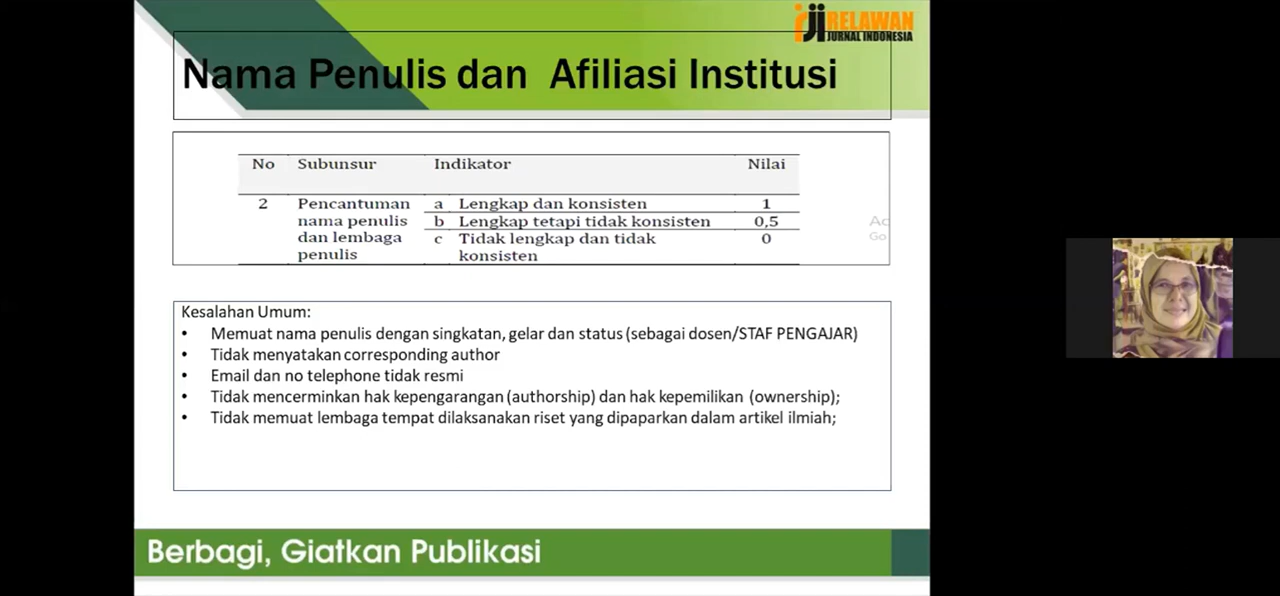 RELAWAN
JURNAL INDONESIA
Nama Penulis dan Afiliasi Institusi
No Subunsur Indikator Nilai
2 Pencantuman a Lengkap dan konsisten 1
nama penulis b Lengkap tetapi tidak konsisten 0,5
dan lembaga c Tidak lengkap dan tidak 0
penulis konsisten
Kesalahan Umum:
• Memuat nama penulis dengan singkatan, gelar dan status (sebagai dosen/STAF PENGAJAR)
• Tidak menyatakan corresponding author
• Email dan no telephone tidak resmi
• Tidak mencerminkan hak kepengarangan (authorship) dan hak kepemilikan (ownership);
• Tidak memuat lembaga tempat dilaksanakan riset yang dipaparkan dalam artikel ilmiah;
Berbagi, Giatkan Publikasi